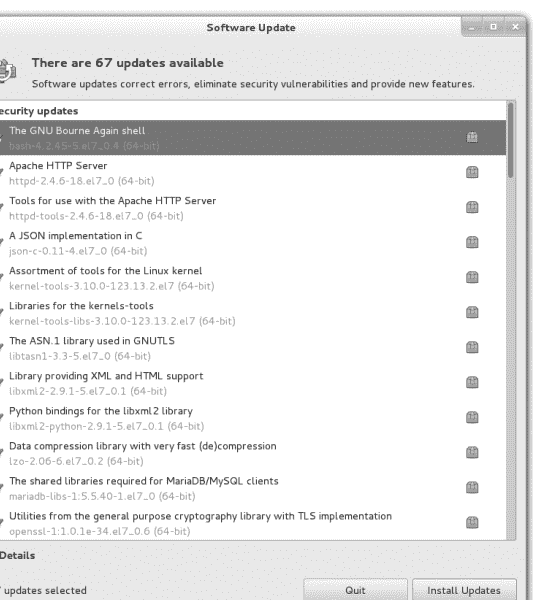 Software Update
There are 67 updates available
Software updates correct errors, eliminate security vulnerabilities and provide new features.
ecurity updates
The GNU Bourne Again shell
bash-4.2.45-5.el7_0.4 (64-bit)
Apache HTTP Server
httpd-2.4.6-18.el7_0 (64-bit)
Tools for use with the Apache HTTP Server
httpd-tools-2.4.6-18.el7_0 (64-bit)
A JSON implementation in C
json-c-0.11-4.el7_0 (64-bit)
Assortment of tools for the Linux kernel
kernel-tools-3.10.0-123.13.2.el7 (64-bit)
Libraries for the kernels-tools
kernel-tools-libs-3.10.0-123.13.2.el7 (64-bit)
The ASN.1 library used in GNUTLS
libtasn1-3.3-5.el7_0 (64-bit)
Library providing XML and HTML support
libxml2-2.9.1-5.el7_0.1 (64-bit)
Python bindings for the libxml2 library
libxml2-python-2.9.1-5.el7_0.1 (64-bit)
Data compression library with very fast (de)compression
lzo-2.06-6.el7_0.2 (64-bit)
The shared libraries required for MariaDB/MySQL clients
mariadb-libs-1:5.5.40-1.el7_0 (64-bit)
Utilities from the general purpose cryptography library with TLS implementation
openssl-1:1.0.1e-34.el7_0.6 (64-bit)
Details
updates selected
Quit
Install Updates